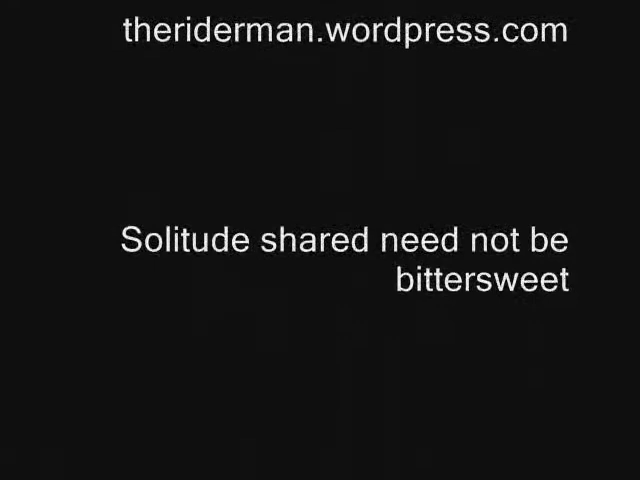 theriderman.wordpress.com
Solitude shared need not be
bittersweet